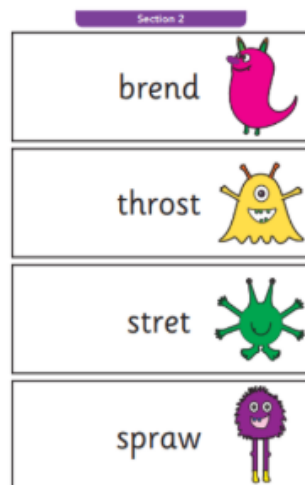 Section 2
brend
throst
stret
spraw